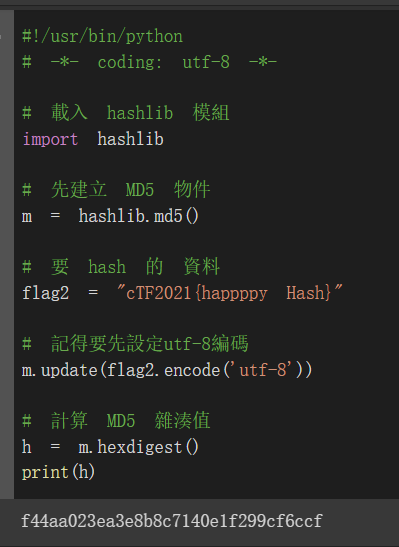 #!/usr/bin/python
# -*- coding: utf-8 -*-
# 載入 hashlib 模組
import hashlib
# 先建立 MD5 物件
m = hashlib.md5()
# 要 hash 的 資料
flag2 = "cTF2021{happppy Hash}"
# 記得要先設定utf-8編碼
m.update(flag2.encode('utf-8'))
# 計算 MD5 雜湊值
h = m.hexdigest()
print(h)
f44aa023ea3e8b8c7140e1f299cf6ccf